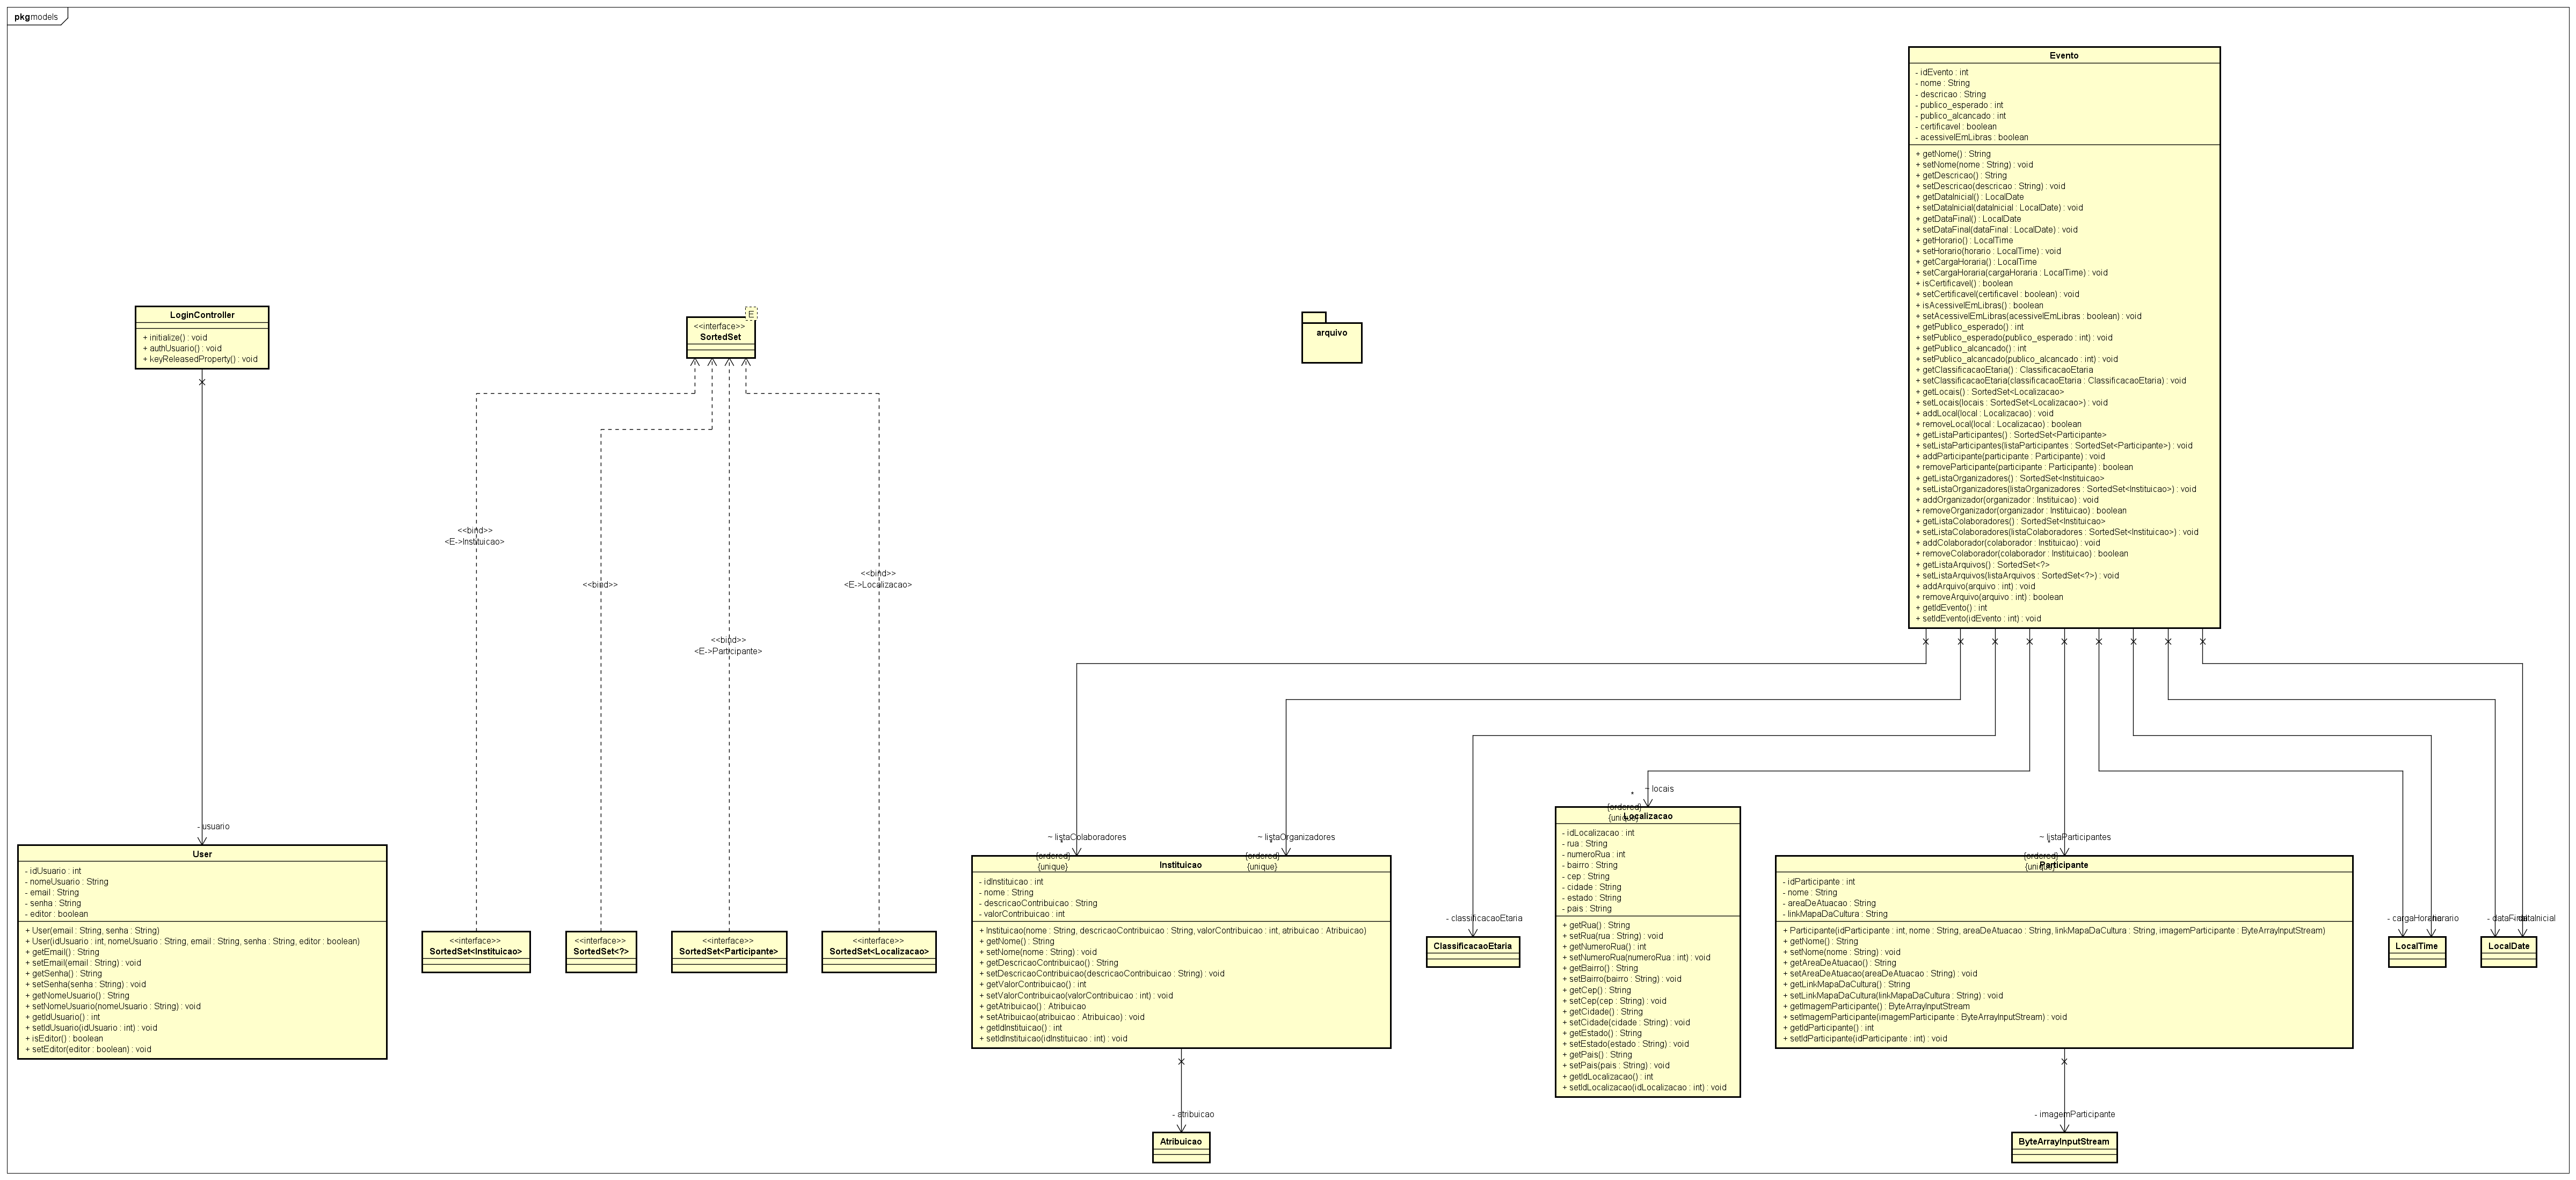 pkg models
Evento
- idEvento : int
- nome : String
- descricao : String
- publico_esperado : int
- publico_alcancado : int
- certificavel : boolean
- acessivelEmLibras : boolean
+ getNome() : String
+ setNome(nome : String) : void
+ getDescricao() : String
+ setDescricao(descricao : String) : void
+ getDataInicial() : LocalDate
+ setDataInicial(dataInicial : LocalDate) : void
+ getDataFinal() : LocalDate
+ setDataFinal(dataFinal : LocalDate) : void
+ getHorario() : LocalTime
+ setHorario(horario : LocalTime) : void
+ getCargaHoraria() : LocalTime
+ setCargaHoraria(cargaHoraria : LocalTime) : void
+ isCertificavel() : boolean
+ setCertificavel(certificavel : boolean) : void
+ isAcessivelEmLibras() : boolean
+ setAcessivelEmLibras(acessivelEmLibras : boolean) : void
+ getPublico_esperado() : int
+ setPublico_esperado(publico_esperado : int) : void
+ getPublico_alcancado() : int
+ setPublico_alcancado(publico_alcancado : int) : void
+ getClassificacaoEtaria() : ClassificacaoEtaria
+ setClassificacaoEtaria(classificacaoEtaria : ClassificacaoEtaria) : void
+ getLocais() : SortedSet<Localizacao>
+ setLocais(locais : SortedSet<Localizacao>) : void
+ addLocal(local : Localizacao) : void
+ removeLocal(local : Localizacao) : boolean
+ getListaParticipantes() : SortedSet<Participante>
+ setListaParticipantes(listaParticipantes : SortedSet<Participante>) : void
+ addParticipante(participante : Participante) : void
+ removeParticipante(participante : Participante) : boolean
+ getListaOrganizadores() : SortedSet<Instituicao>
+ setListaOrganizadores(listaOrganizadores : SortedSet<Instituicao>) : void
+ addOrganizador(organizador : Instituicao) : void
+ removeOrganizador(organizador : Instituicao) : boolean
+ getListaColaboradores() : SortedSet<Instituicao>
+ setListaColaboradores(listaColaboradores : SortedSet<Instituicao>) : void
+ addColaborador(colaborador : Instituicao) : void
+ removeColaborador(colaborador : Instituicao) : boolean
+ getListaArquivos() : SortedSet<?>
+ setListaArquivos(listaArquivos : SortedSet<?>) : void
+ addArquivo(arquivo : int) : void
+ removeArquivo(arquivo : int) : boolean
+ getIdEvento() : int
+ setIdEvento(idEvento : int) : void
LoginController
+ initialize() : void
+ authUsuario() : void
+ keyReleasedProperty() : void
E
<<interface>>
SortedSet
arquivo
<<bind>>
<E->Instituicao>
<<bind>>
<<bind>>
<E->Participante>
<<bind>>
<E->Localizacao>
- usuario
User
- idUsuario : int
- nomeUsuario : String
- email : String
- senha : String
- editor : boolean
+ User(email : String, senha : String)
+ User(idUsuario : int, nomeUsuario : String, email : String, senha : String, editor : boolean)
+ getEmail() : String
+ setEmail(email : String) : void
+ getSenha() : String
+ setSenha(senha : String) : void
+ getNomeUsuario() : String
+ setNomeUsuario(nomeUsuario : String) : void
+ getIdUsuario() : int
+ setIdUsuario(idUsuario : int) : void
+ isEditor() : boolean
+ setEditor(editor : boolean) : void
<<interface>>
SortedSet<Instituicao>
<<interface>>
SortedSet<?>
<<interface>>
SortedSet<Participante>
<<interface>>
SortedSet<Localizacao>
~ listaColaboradores
*
{ordered}
{unique}
~ listaOrganizadores
*
{ordered}
{unique}
Instituicao
- idInstituicao : int
- nome : String
- descricaoContribuicao : String
- valorContribuicao : int
+ Instituicao(nome : String, descricaoContribuicao : String, valorContribuicao : int, atribuicao : Atribuicao)
+ getNome() : String
+ setNome(nome : String) : void
+ getDescricaoContribuicao() : String
+ setDescricaoContribuicao(descricaoContribuicao : String) : void
+ getValorContribuicao() : int
+ setValorContribuicao(valorContribuicao : int) : void
+ getAtribuicao() : Atribuicao
+ setAtribuicao(atribuicao : Atribuicao) : void
+ getIdInstituicao() : int
+ setIdInstituicao(idInstituicao : int) : void
- atribuicao
Atribuicao
- classificacaoEtaria
ClassificacaoEtaria
~ locais
*
{ordered}
{unique}
Localizacao
- idLocalizacao : int
- rua : String
- numeroRua : int
- bairro : String
- cep : String
- cidade : String
- estado : String
- pais : String
+ getRua() : String
+ setRua(rua : String) : void
+ getNumeroRua() : int
+ setNumeroRua(numeroRua : int) : void
+ getBairro() : String
+ setBairro(bairro : String) : void
+ getCep() : String
+ setCep(cep : String) : void
+ getCidade() : String
+ setCidade(cidade : String) : void
+ getEstado() : String
+ setEstado(estado : String) : void
+ getPais() : String
+ setPais(pais : String) : void
+ getIdLocalizacao() : int
+ setIdLocalizacao(idLocalizacao : int) : void
~ listaParticipantes
*
{ordered}
{unique}
Participante
- idParticipante : int
- nome : String
- areaDeAtuacao : String
- linkMapaDaCultura : String
+ Participante(idParticipante : int, nome : String, areaDeAtuacao : String, linkMapaDaCultura : String, imagemParticipante : ByteArrayInputStream)
+ getNome() : String
+ setNome(nome : String) : void
+ getAreaDeAtuacao() : String
+ setAreaDeAtuacao(areaDeAtuacao : String) : void
+ getLinkMapaDaCultura() : String
+ setLinkMapaDaCultura(linkMapaDaCultura : String) : void
+ getImagemParticipante() : ByteArrayInputStream
+ setImagemParticipante(imagemParticipante : ByteArrayInputStream) : void
+ getIdParticipante() : int
+ setIdParticipante(idParticipante : int) : void
- imagemParticipante
ByteArrayInputStream
- cargaHoraria
- horario
LocalTime
- dataFinal
- dataInicial
LocalDate